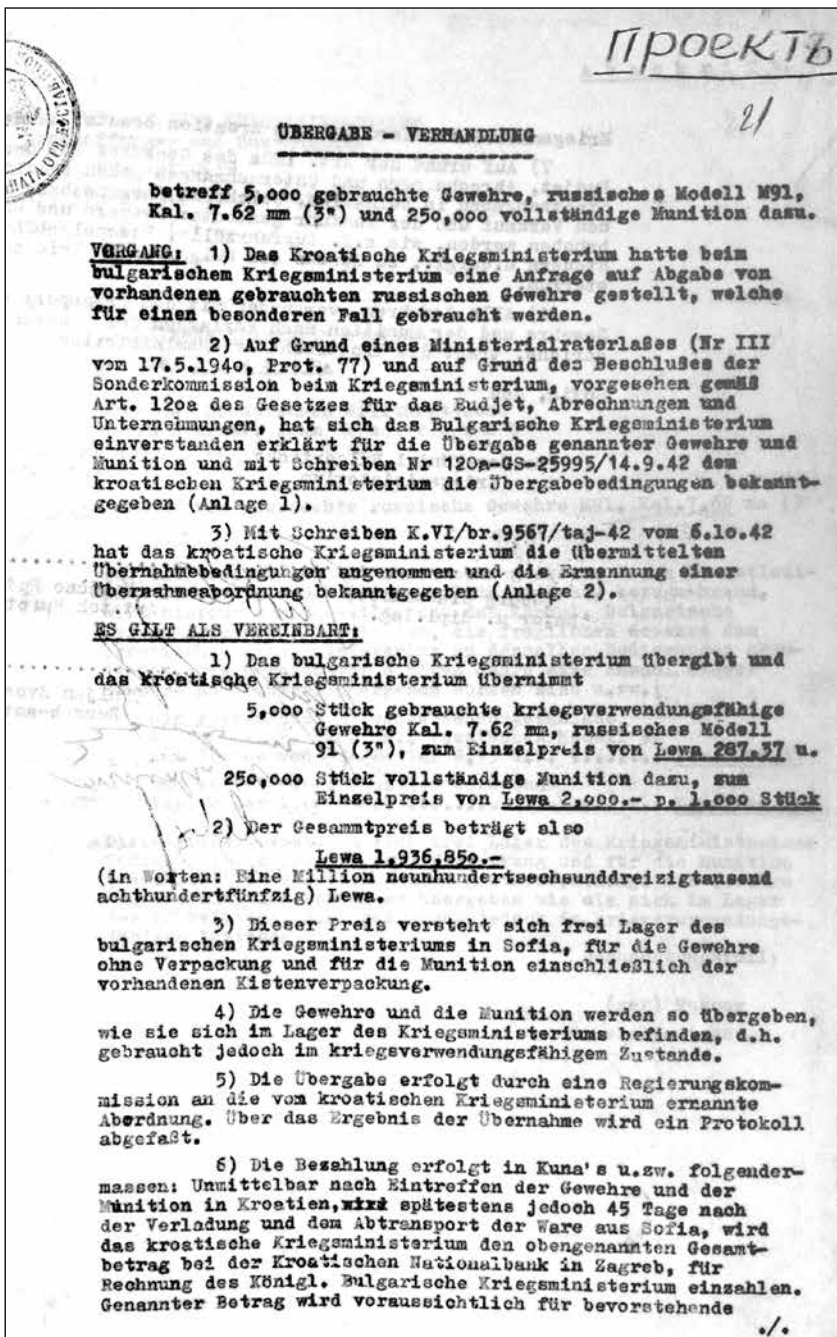 Проектъ
21
ÜBERGABE - VERHANDLUNG
betreff 5,000 gebrauchte Gewehre, russisches Modell M91,
Kal. 7.62 mm (3") und 250,000 vollständige Munition dazu.
VORGANG: 1) Das Kroatische Kriegsministerium hatte beim
bulgarischem Kriegsministerium eine Anfrage auf Abgabe von
vorhandenen gebrauchten russischen Gewehre gestellt, welche
für einen besonderen Fall gebraucht werden.
2) Auf Grund eines Ministerialraterlaßes (Nr III
vom 17.5.1940, Prot. 77) und auf Grund des Beschlußes der
Sonderkommission beim Kriegsministerium, vorgesehen gemäß
Art. 120a des Gesetzes für das Budjet, Abrechnungen und
Unternehmungen, hat sich das Bulgarische Kriegsministerium
einverstanden erklärt für die Übergabe genannter Gewehre und
Munition und mit Schreiben Nr 120a-GS-25995/14.9.42 dem
kroatischen Kriegsministerium die Übergabebedingungen bekannt-
gegeben (Anlage 1).
3) Mit Schreiben K.VI/br.9567/taj-42 vom 6.10.42
hat das kroatische Kriegsministerium die übermittelten
Übernahmebedingungen angenommen und die Ernennung einer
Übernahmeabordnung bekanntgegeben (Anlage 2).
ES GILT ALS VEREINBART:
1) Das bulgarische Kriegsministerium übergibt und
das kroatische Kriegsministerium übernimmt
5,000 Stück gebrauchte kriegsverwendungsfähige
Gewehre Kal. 7.62 mm, russisches Modell
91 (3"), zum Einzelpreis von Lewa 287.37 u.
250,000 Stück vollständige Munition dazu, zum
Einzelpreis von Lewa 2,000.- p. 1.000 Stück
2) Der Gesammtpreis beträgt also
Lewa 1,936,850.-
(in Worten: Eine Million neunhundertsechsunddreizigtausend
achthundertfünfzig) Lewa.
3) Dieser Preis versteht sich frei Lager des
bulgarischen Kriegsministeriums in Sofia, für die Gewehre
ohne Verpackung und für die Munition einschließlich der
vorhandenen Kistenverpackung.
4) Die Gewehre und die Munition werden so übergeben,
wie sie sich im Lager des Kriegsministeriums befinden, d.h.
gebraucht jedoch im kriegsverwendungsfähigem Zustande.
5) Die Übergabe erfolgt durch eine Regierungskom-
mission an die vom kroatischen Kriegsministerium ernannte
Abordnung. Über das Ergebnis der Übernahme wird ein Protokoll
abgefaßt.
6) Die Bezahlung erfolgt in Kuna's u.zw. folgender-
massen: Unmittelbar nach Eintreffen der Gewehre und der
Munition in Kroatien, spätestens jedoch 45 Tage nach
der Verladung und dem Abtransport der Ware aus Sofia, wird
das kroatische Kriegsministerium den obengenannten Gesamt-
betrag bei der Kroatischen Nationalbank in Zagreb, für
Rechnung des Königl. Bulgarische Kriegsministerium einzahlen.
Genannter Betrag wird voraussichtlich für bevorstehende
./.